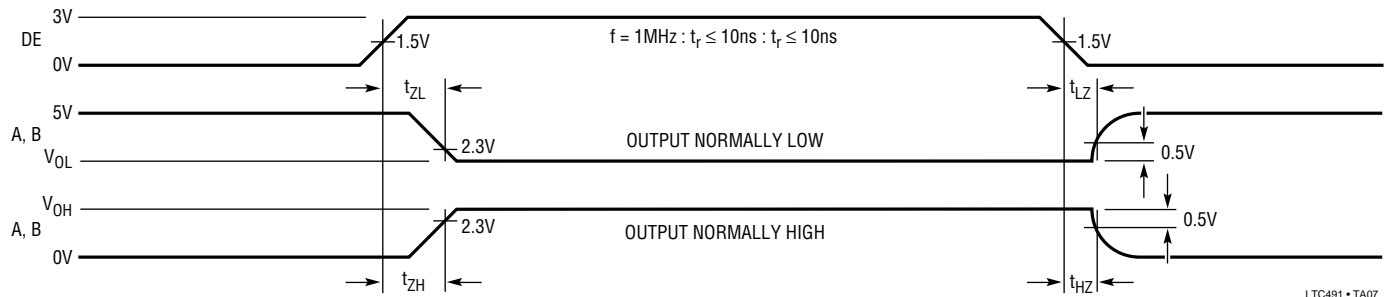 3V
DE
1.5V
f = 1MHz : tr ≤ 10ns : tr ≤ 10ns
1.5V
0V
tZL
tLZ
5V
A, B
OUTPUT NORMALLY LOW
2.3V
0.5V
VOL
VOH
A, B
2.3V
OUTPUT NORMALLY HIGH
0.5V
0V
tZH
tHZ
LTC491 • TA07